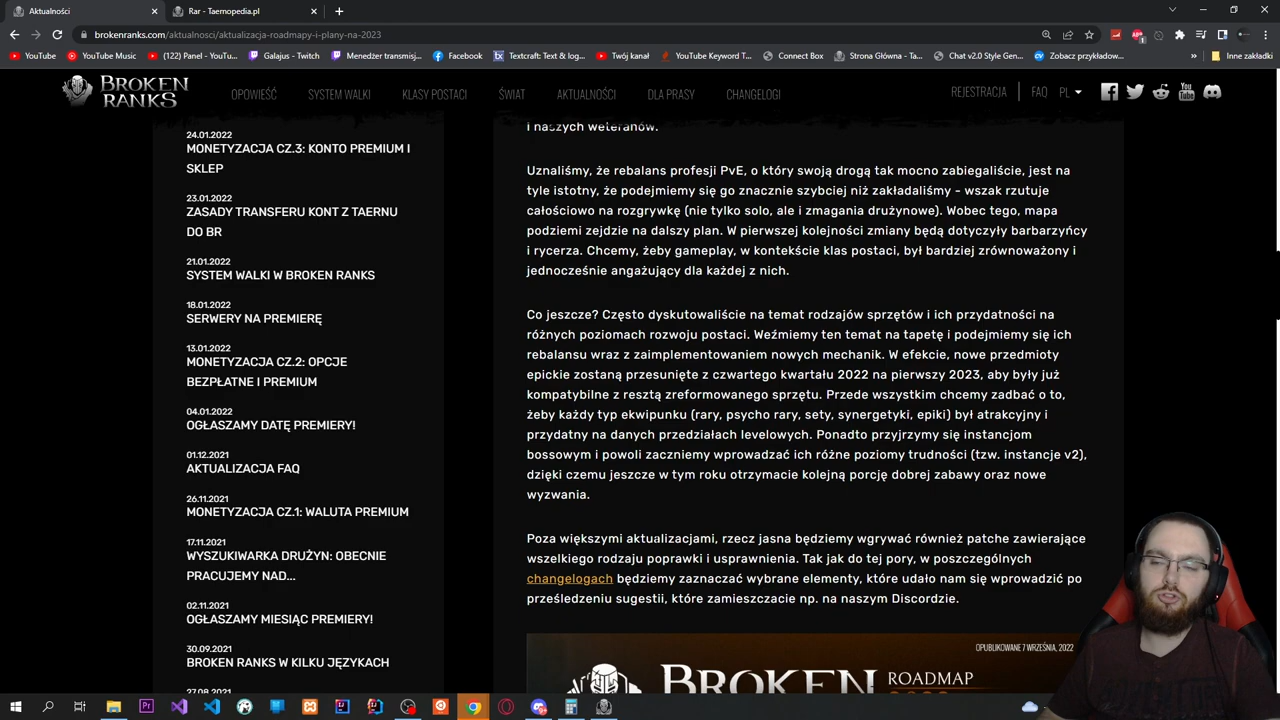 Aktualności
Rar - Taernopedia.pl
brokenranks.com/aktualnosci/aktualizacja-roadmapy-i-plany-na-2023
YouTube
YouTube Music
(122) Panel - YouTu...
Galajus - Twitch
Menedżer transmisj...
Facebook
Textcraft: Text & log...
Twój kanał
YouTube Keyword T...
Connect Box
Strona Główna - Ta...
Chat v2.0 Style Gen...
Zobacz przykładow...
Inne zakładki
BROKEN
RANKS
OPOWIEŚĆ
SYSTEM WALKI
KLASY POSTACI
ŚWIAT
AKTUALNOŚCI
DLA PRASY
CHANGELOGI
REJESTRACJA
FAQ
PL
24.01.2022
MONETYZACJA CZ.3: KONTO PREMIUM I
SKLEP
23.01.2022
ZASADY TRANSFERU KONT Z TAERNU
DO BR
21.01.2022
SYSTEM WALKI W BROKEN RANKS
18.01.2022
SERWERY NA PREMIERĘ
13.01.2022
MONETYZACJA CZ.2: OPCJE
BEZPŁATNE I PREMIUM
04.01.2022
OGŁASZAMY DATĘ PREMIERY!
01.12.2021
AKTUALIZACJA FAQ
26.11.2021
MONETYZACJA CZ.1: WALUTA PREMIUM
17.11.2021
WYSZUKIWARKA DRUŻYN: OBECNIE
PRACUJEMY NAD...
02.11.2021
OGŁASZAMY MIESIĄC PREMIERY!
30.09.2021
BROKEN RANKS W KILKU JĘZYKACH
27.08.2021
i naszych weteranów.
Uznaliśmy, że rebalans profesji PvE, o który swoją drogą tak mocno zabiegaliście, jest na
tyle istotny, że podejmiemy się go znacznie szybciej niż zakładaliśmy - wszak rzutuje
całościowo na rozgrywkę (nie tylko solo, ale i zmagania drużynowe). Wobec tego, mapa
podziemi zejdzie na dalszy plan. W pierwszej kolejności zmiany będą dotyczyły barbarzyńcy
i rycerza. Chcemy, żeby gameplay, w kontekście klas postaci, był bardziej zrównoważony i
jednocześnie angażujący dla każdej z nich.
Co jeszcze? Często dyskutowaliście na temat rodzajów sprzętów i ich przydatności na
różnych poziomach rozwoju postaci. Weźmiemy ten temat na tapetę i podejmiemy się ich
rebalansu wraz z zaimplementowaniem nowych mechanik. W efekcie, nowe przedmioty
epickie zostaną przesunięte z czwartego kwartału 2022 na pierwszy 2023, aby były już
kompatybilne z resztą zreformowanego sprzętu. Przede wszystkim chcemy zadbać o to,
żeby każdy typ ekwipunku (rary, psycho rary, sety, synergetyki, epiki) był atrakcyjny i
przydatny na danych przedziałach levelowych. Ponadto przyjrzymy się instancjom
bossowym i powoli zaczniemy wprowadzać ich różne poziomy trudności (tzw. instancje v2),
dzięki czemu jeszcze w tym roku otrzymacie kolejną porcję dobrej zabawy oraz nowe
wyzwania.
Poza większymi aktualizacjami, rzecz jasna będziemy wgrywać również patche zawierające
wszelkiego rodzaju poprawki i usprawnienia. Tak jak do tej pory, w poszczególnych
changelogach będziemy zaznaczać wybrane elementy, które udało nam się wprowadzić po
prześledzeniu sugestii, które zamieszczacie np. na naszym Discordzie.
OPUBLIKOWANE 7 WRZEŚNIA, 2022
BROKEN
ROADMAP